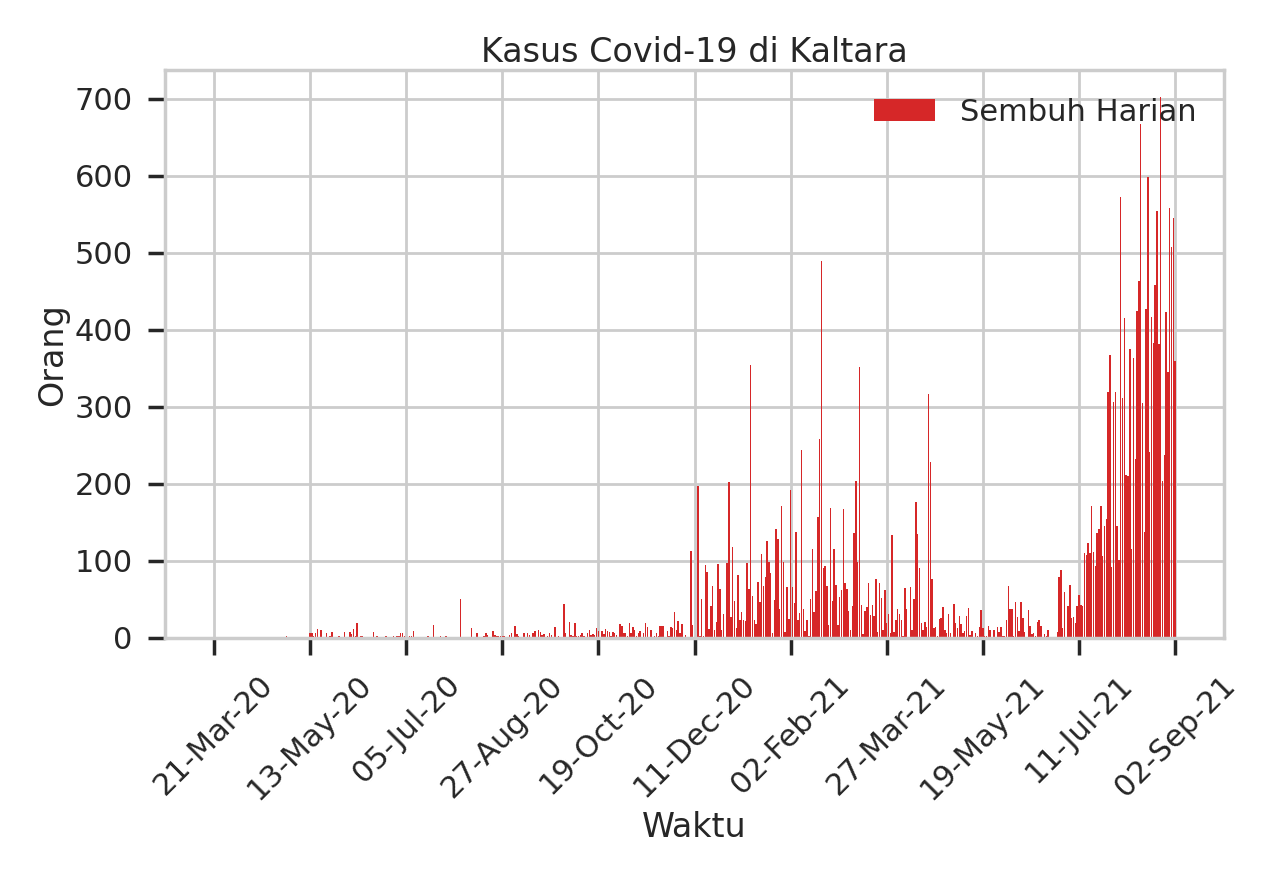 Kasus Covid-19 di Kaltara
Sembuh Harian
700
600
500
400
300
200
100
0
Orang
21-Mar-20
13-May-20
05-Jul-20
27-Aug-20
19-Oct-20
11-Dec-20
02-Feb-21
27-Mar-21
19-May-21
11-Jul-21
02-Sep-21
Waktu